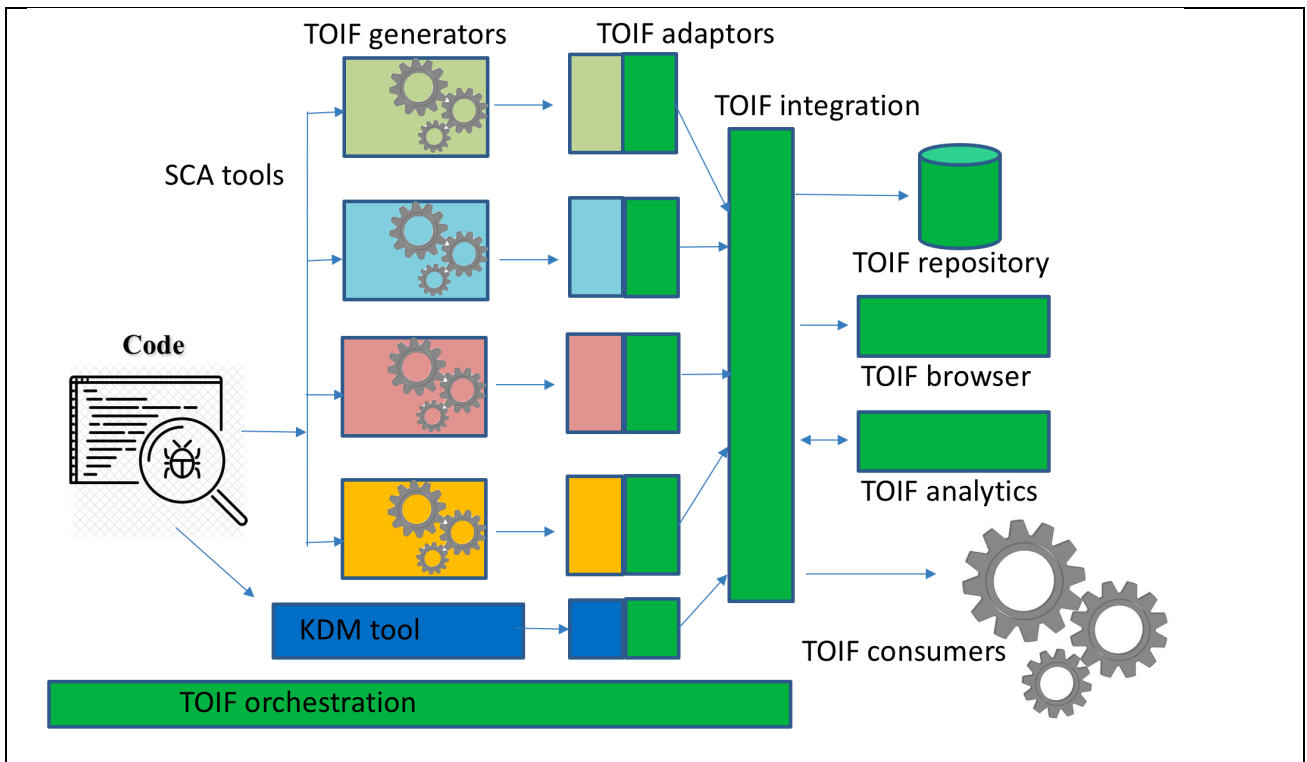 TOIF generators
TOIF adaptors
TOIF integration
SCA tools
TOIF repository
Code
TOIF browser
TOIF analytics
KDM tool
TOIF consumers
TOIF orchestration